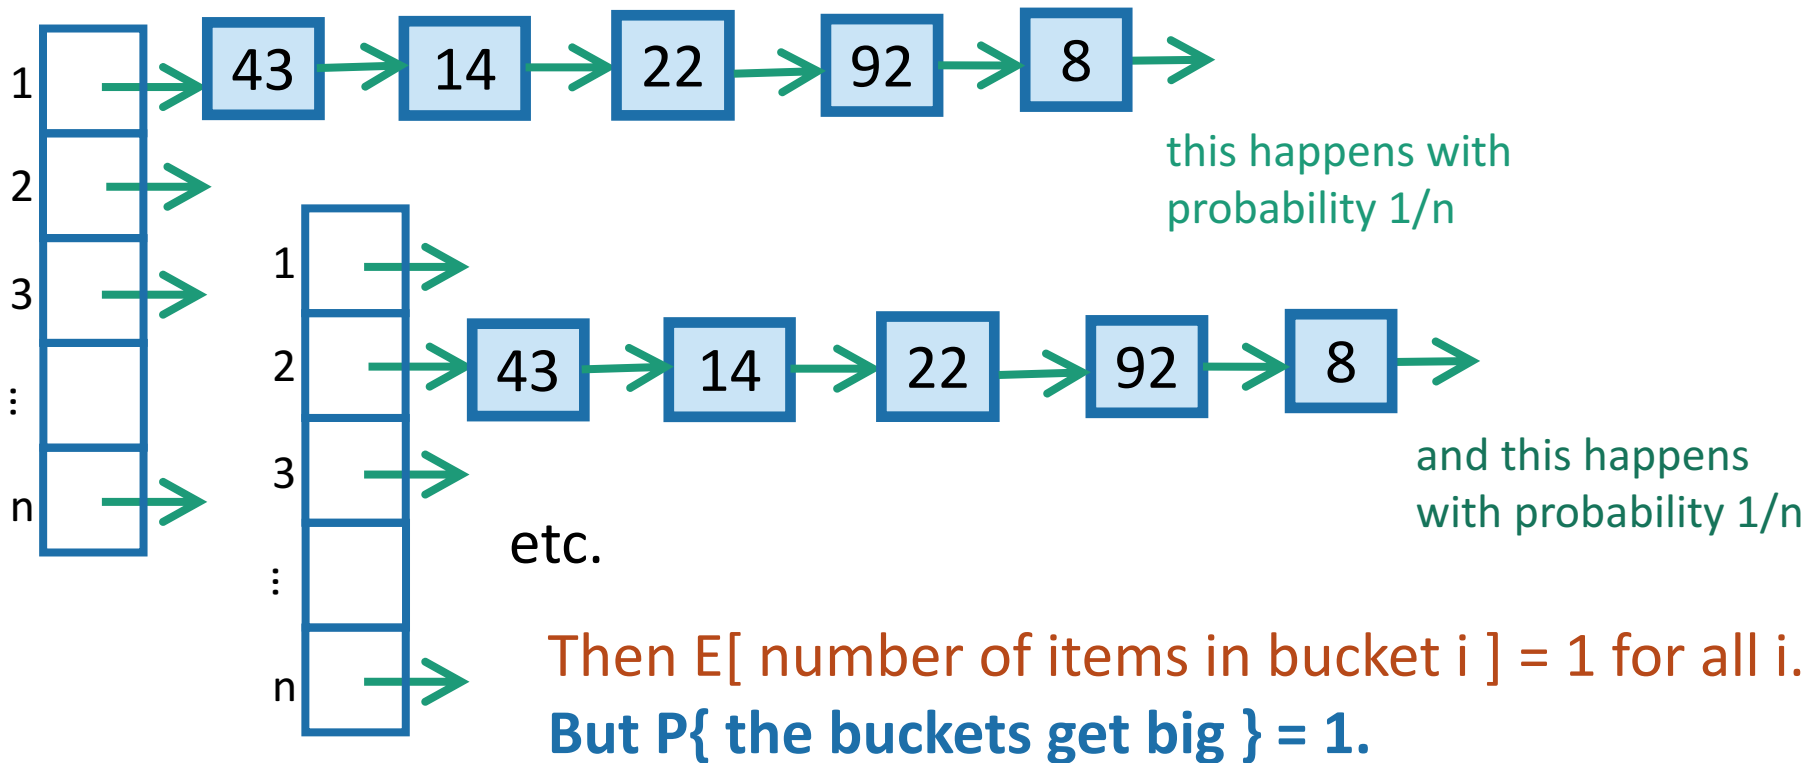 1 43 14 22 92 8
this happens with
probability 1/n
2
3
...
n
1
2 43 14 22 92 8
3
...
n
and this happens
with probability 1/n
etc.
Then E[ number of items in bucket i ] = 1 for all i.
But P{ the buckets get big } = 1.